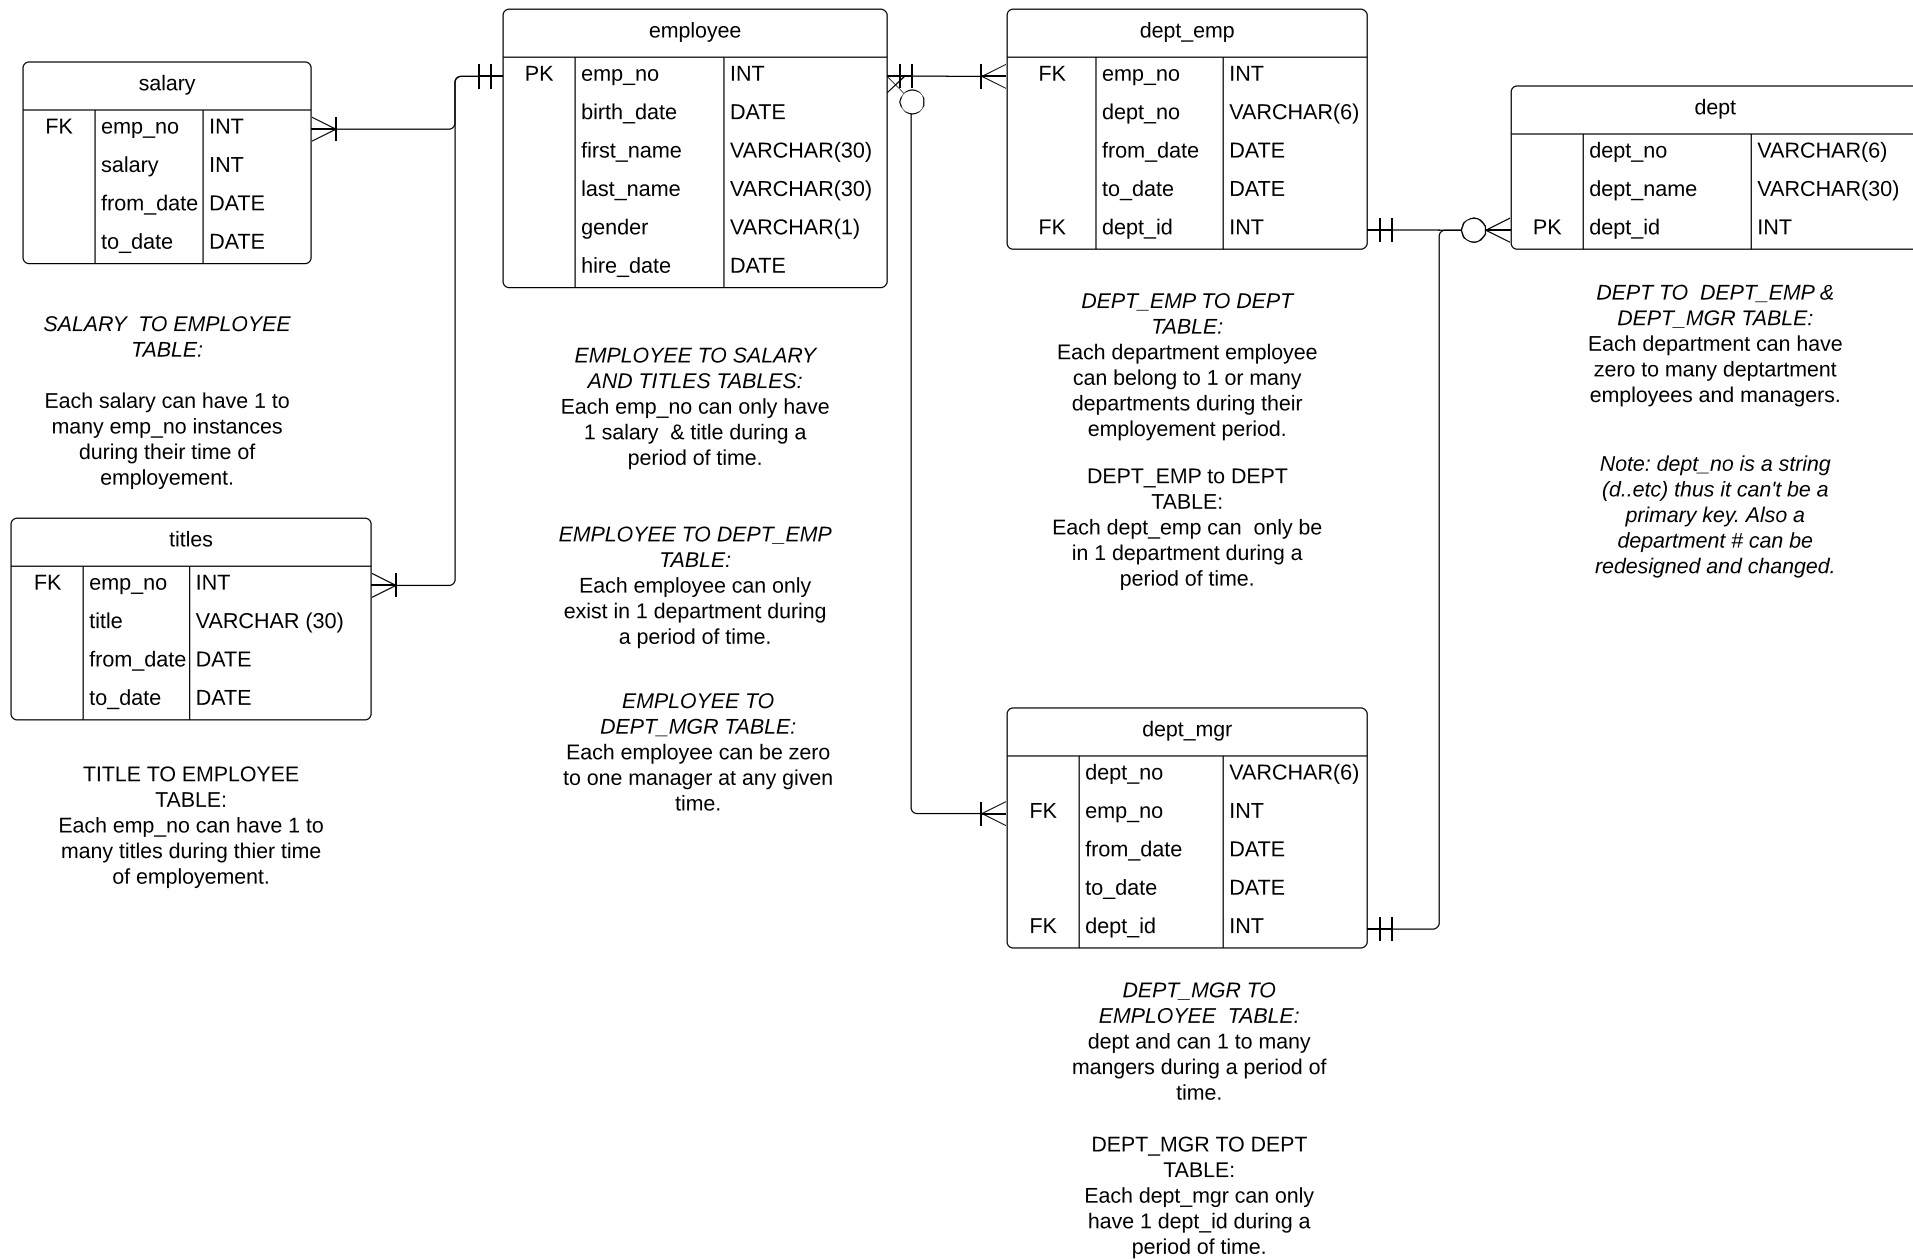 salary
FK emp_no INT
salary INT
from_date DATE
to_date DATE
SALARY TO EMPLOYEE
TABLE:
Each salary can have 1 to
many emp_no instances
during their time of
employement.
titles
FK emp_no INT
title VARCHAR (30)
from_date DATE
to_date DATE
TITLE TO EMPLOYEE
TABLE:
Each emp_no can have 1 to
many titles during thier time
of employement.
employee
PK emp_no INT
birth_date DATE
first_name VARCHAR(30)
last_name VARCHAR(30)
gender VARCHAR(1)
hire_date DATE
EMPLOYEE TO SALARY
AND TITLES TABLES:
Each emp_no can only have
1 salary & title during a
period of time.
EMPLOYEE TO DEPT_EMP
TABLE:
Each employee can only
exist in 1 department during
a period of time.
EMPLOYEE TO
DEPT_MGR TABLE:
Each employee can be zero
to one manager at any given
time.
dept_emp
FK emp_no INT
dept_no VARCHAR(6)
from_date DATE
to_date DATE
FK dept_id INT
DEPT_EMP TO DEPT
TABLE:
Each department employee
can belong to 1 or many
departments during their
employement period.
DEPT_EMP to DEPT
TABLE:
Each dept_emp can only be
in 1 department during a
period of time.
dept_mgr
dept_no VARCHAR(6)
FK emp_no INT
from_date DATE
to_date DATE
FK dept_id INT
DEPT_MGR TO
EMPLOYEE TABLE:
dept and can 1 to many
mangers during a period of
time.
DEPT_MGR TO DEPT
TABLE:
Each dept_mgr can only
have 1 dept_id during a
period of time.
dept
dept_no VARCHAR(6)
dept_name VARCHAR(30)
PK dept_id INT
DEPT TO DEPT_EMP &
DEPT_MGR TABLE:
Each department can have
zero to many deptartment
employees and managers.
Note: dept_no is a string
(d..etc) thus it can't be a
primary key. Also a
department # can be
redesigned and changed.